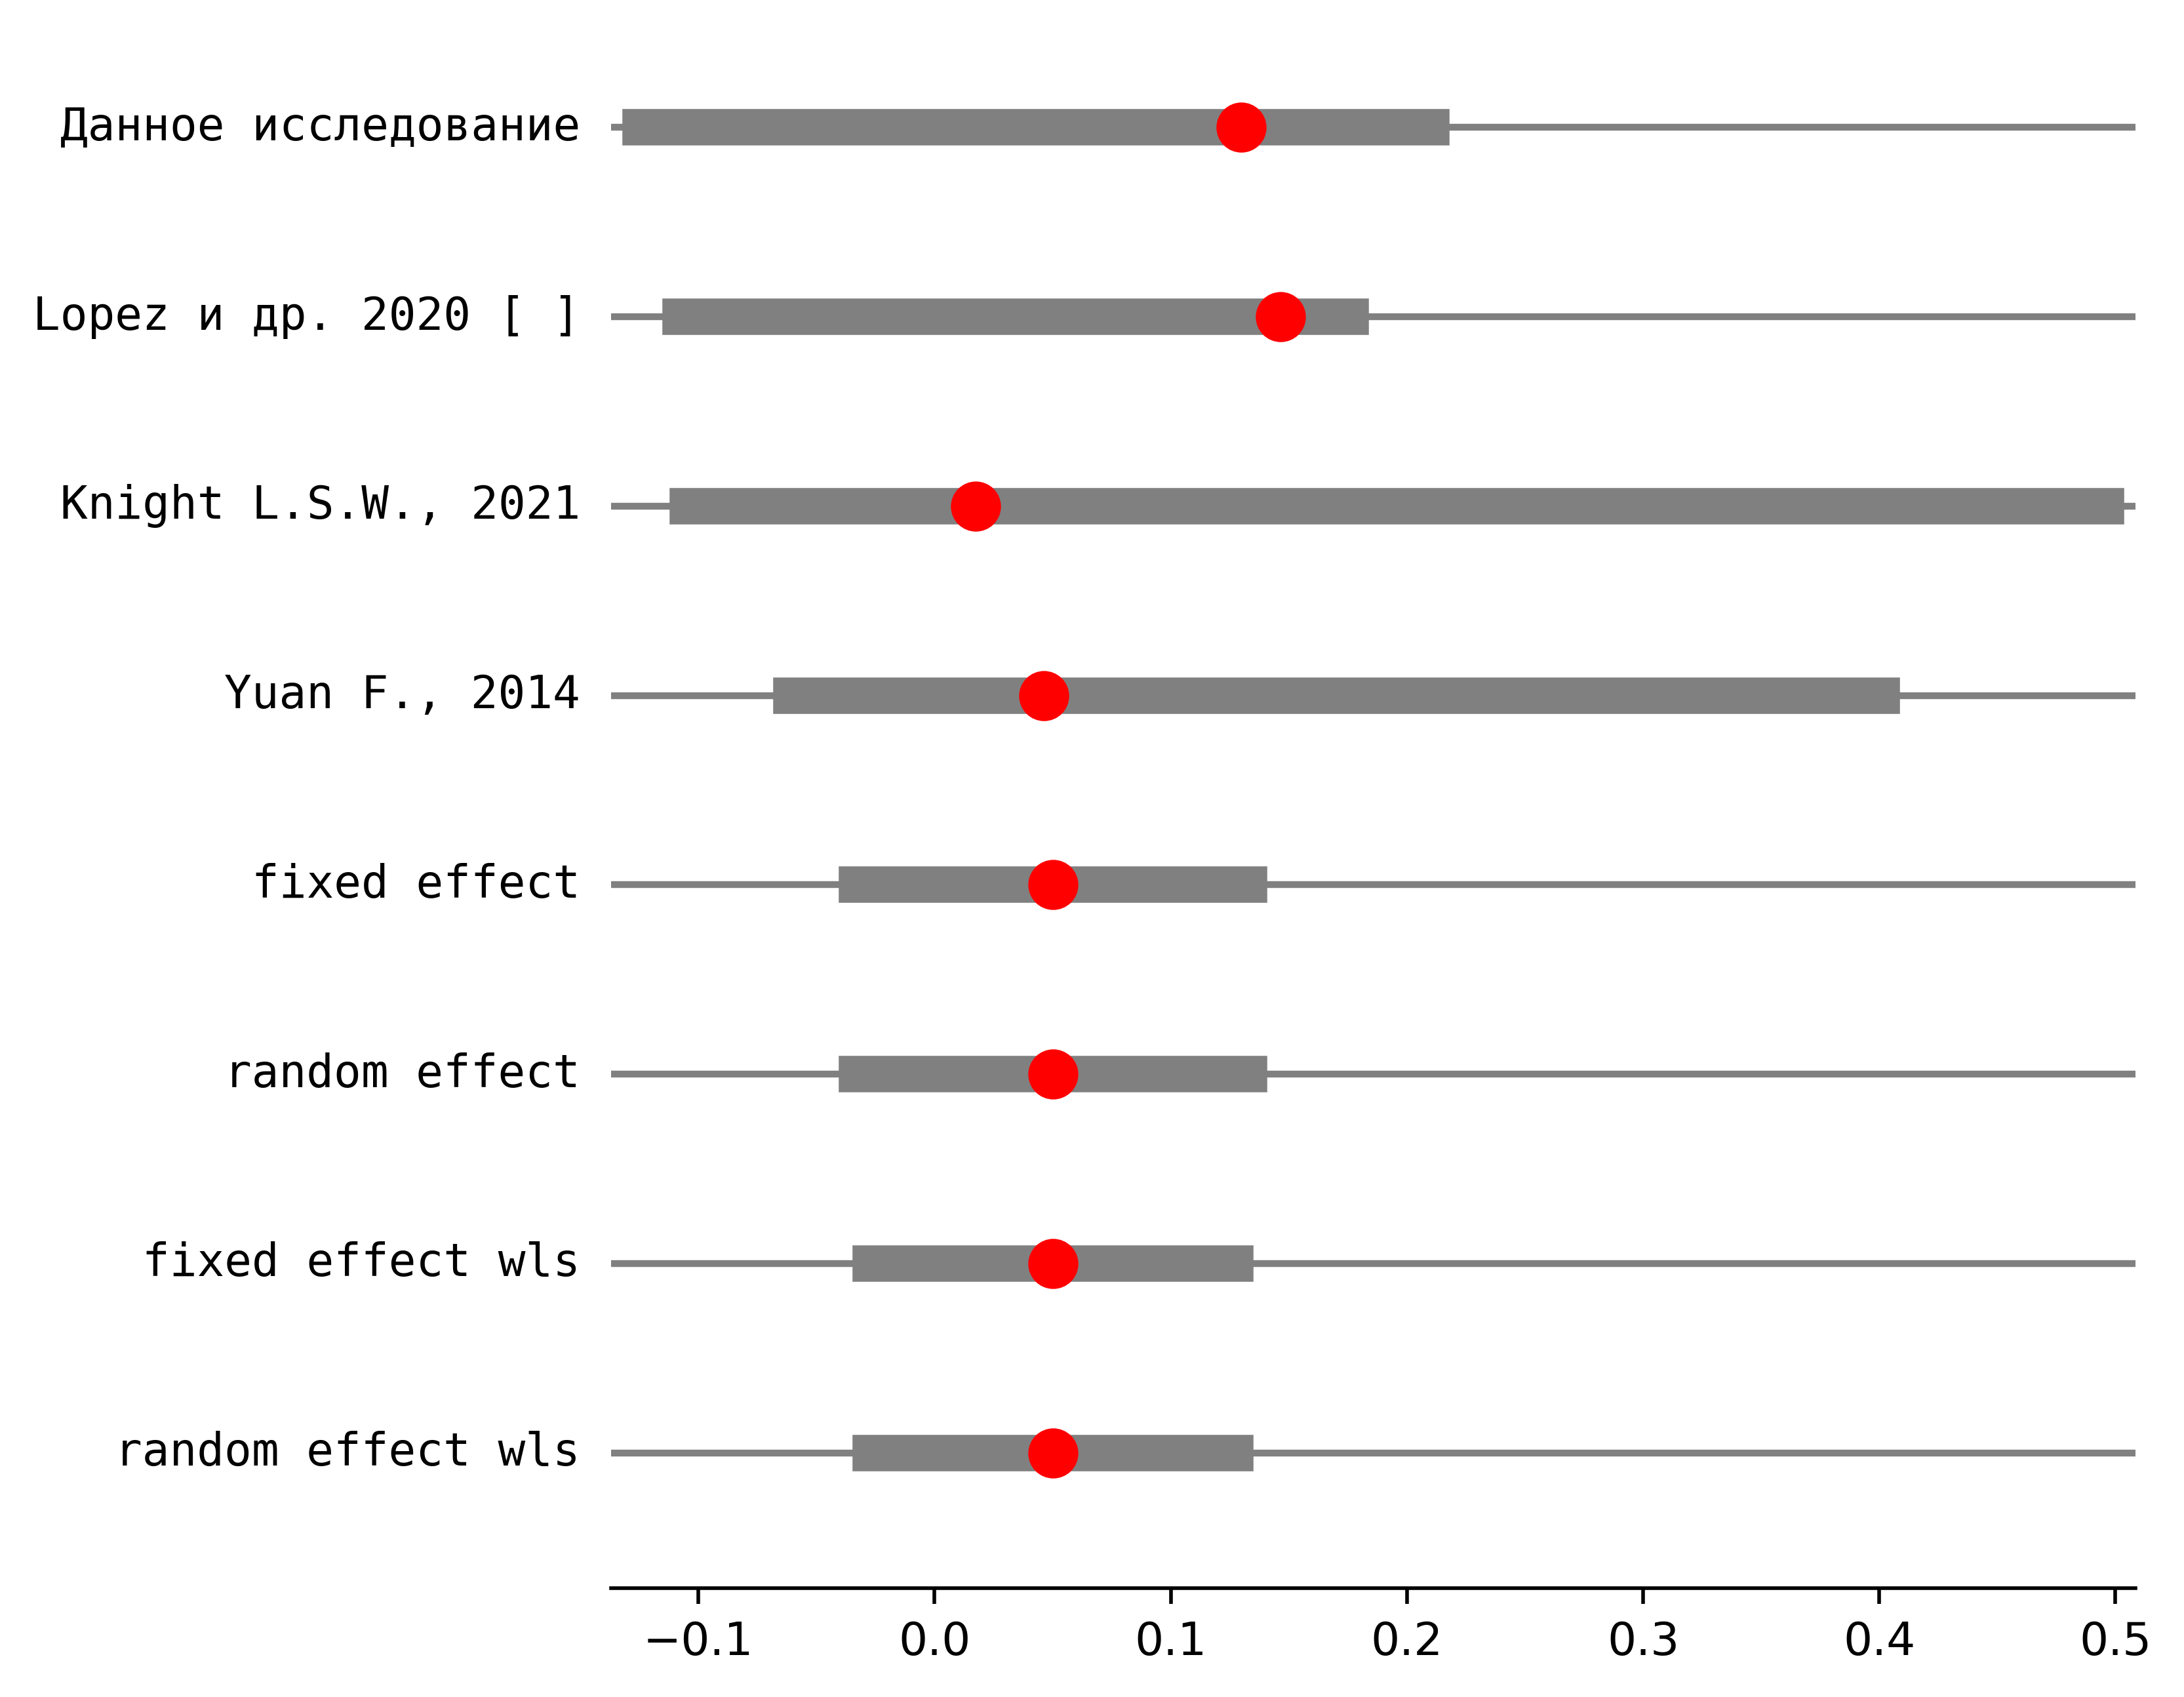 Данное исследование
Lopez и др. 2020 [ ]
Knight L.S.W., 2021
Yuan F., 2014
fixed effect
random effect
fixed effect wls
random effect wls
−0.1 0.0 0.1 0.2 0.3 0.4 0.5